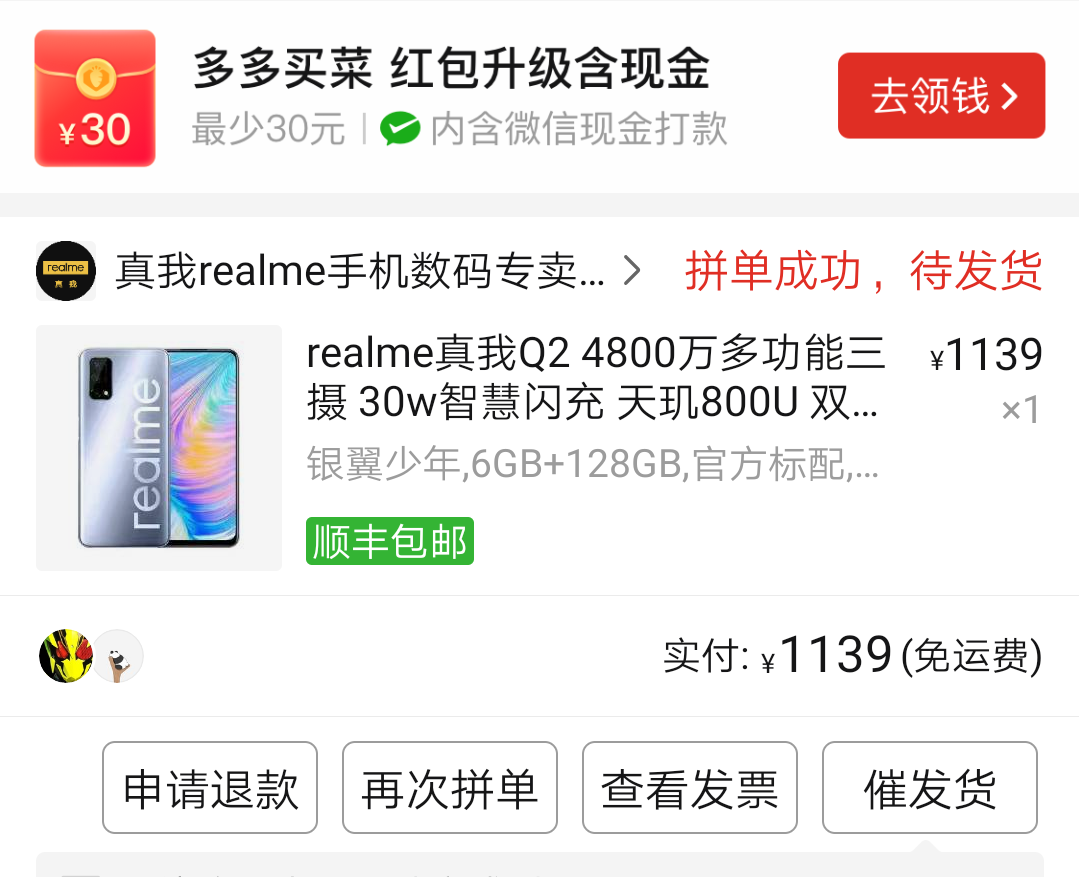 多多买菜 红包升级含现金
¥30
最少30元 | 内含微信现金打款
去领钱
realme
真我
真我realme手机数码专卖...
拼单成功，待发货
realme真我Q2 4800万多功能三
¥1139
摄 30w智慧闪充 天玑800U 双...
×1
银翼少年,6GB+128GB,官方标配,...
realme
顺丰包邮
实付: ¥1139 (免运费)
申请退款
再次拼单
查看发票
催发货